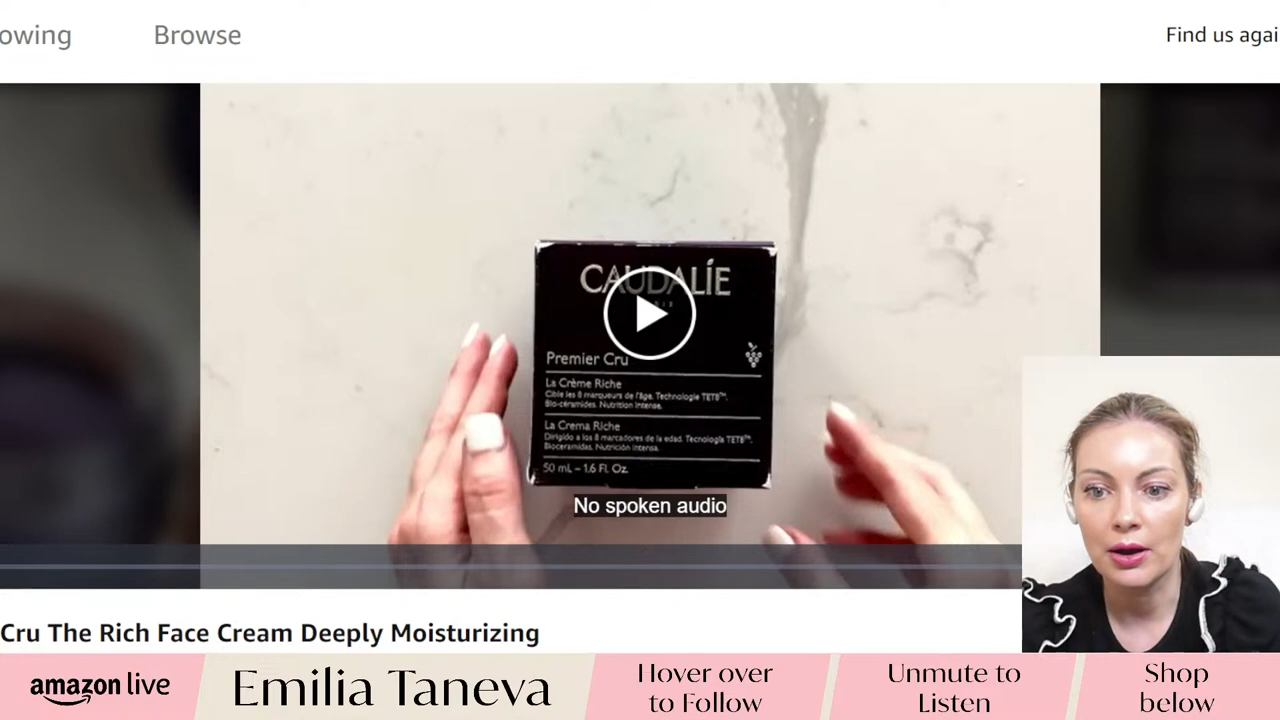 owing
Browse
Find us agai
CAUDALÍE
Premier Cru
La Crème Riche
Cible les 8 marqueurs de l'âge. Technologie TET8™.
Bio-céramides. Nutrition intense.
La Crema Riche
Dirigido a los 8 marcadores de la edad. Tecnología TET8™.
Bioceramidas. Nutrición intensa.
50 mL – 1.6 Fl. Oz.
No spoken audio
Cru The Rich Face Cream Deeply Moisturizing
amazon live
Emilia Taneva
Hover over
to Follow
Unmute to
Listen
Shop
below